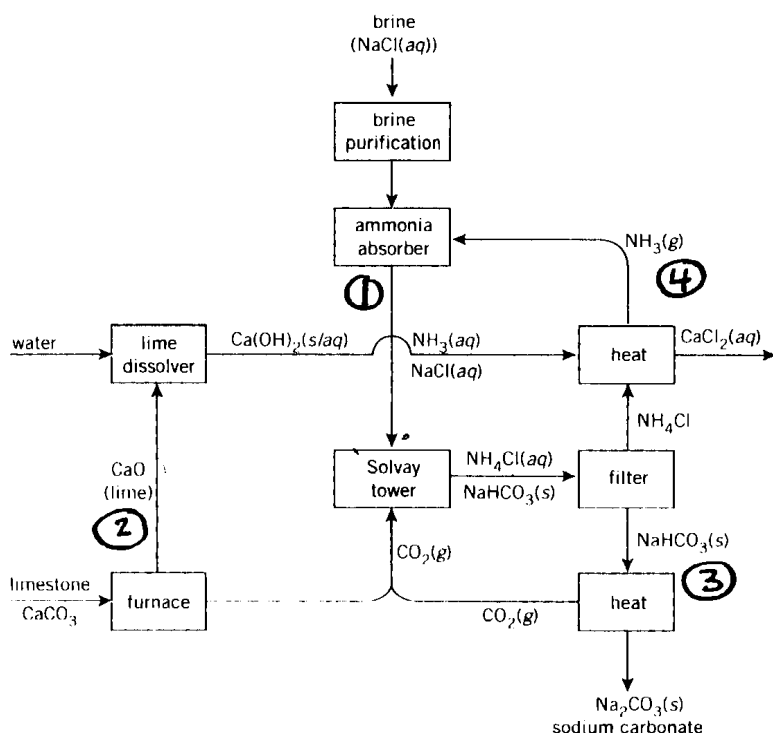 brine
(NaCl(aq))
brine
purification
ammonia
absorber
NH₃(g)
④
①
water
lime
dissolver
Ca(OH)₂(s/aq)
NH₃(aq)
NaCl(aq)
heat
CaCl₂(aq)
NH₄Cl
CaO
(lime)
②
Solvay
tower
NH₄Cl(aq)
NaHCO₃(s)
filter
NaHCO₃(s)
③
CO₂(g)
limestone
CaCO₃
furnace
CO₂(g)
heat
Na₂CO₃(s)
sodium carbonate